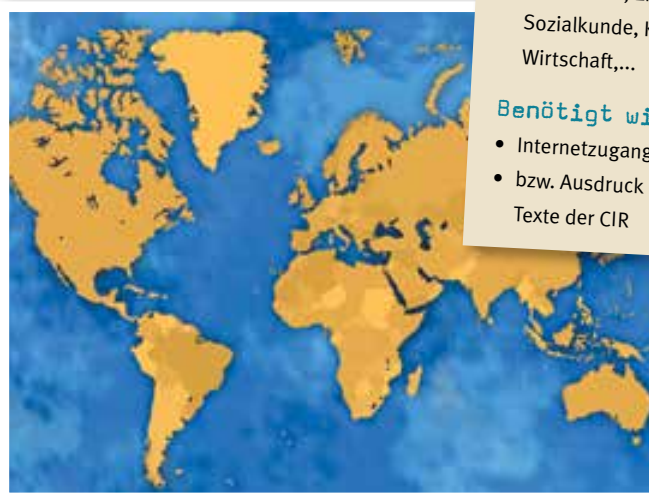 Sozialkunde,
Wirtschaft,...
Benötigt
• Internetzugang
• bzw. Ausdruck
Texte der CIR